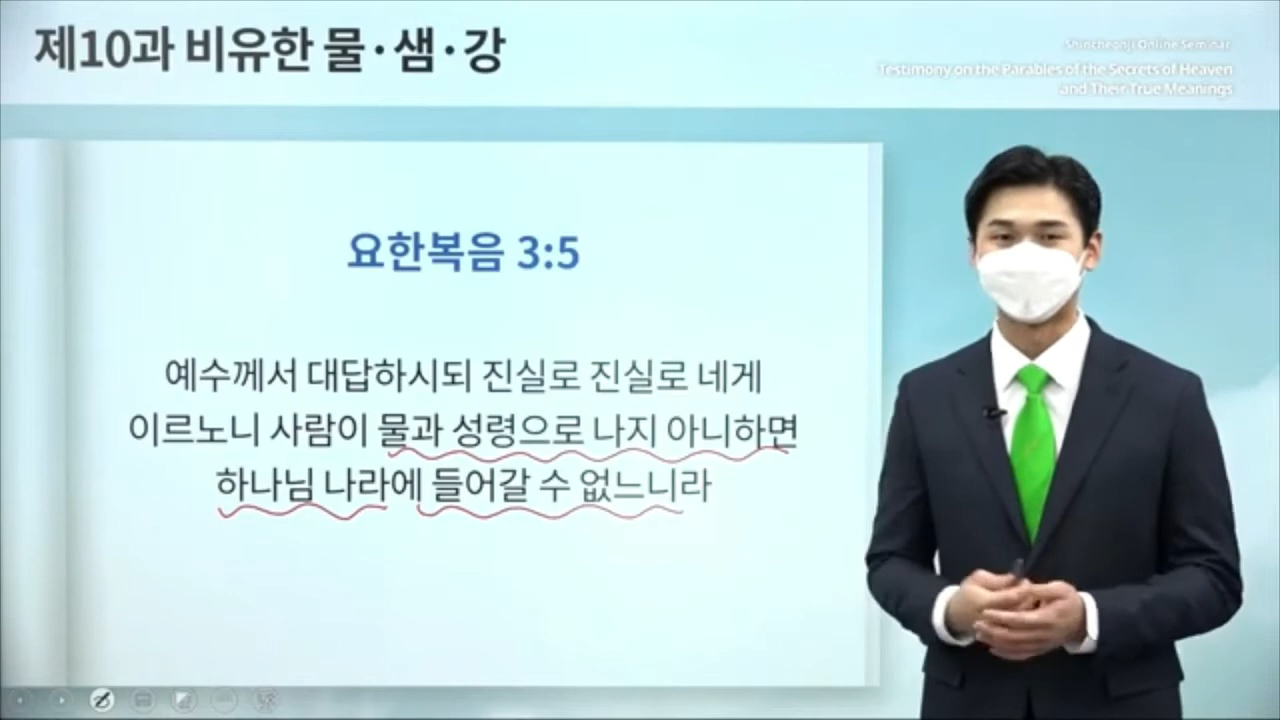 제10과 비유한 물·샘·강
Shincheonji Online Seminar
Testimony on the Parables of the Secrets of Heaven
and Their True Meanings
요한복음 3:5
예수께서 대답하시되 진실로 진실로 네게
이르노니 사람이 물과 성령으로 나지 아니하면
하나님 나라에 들어갈 수 없느니라